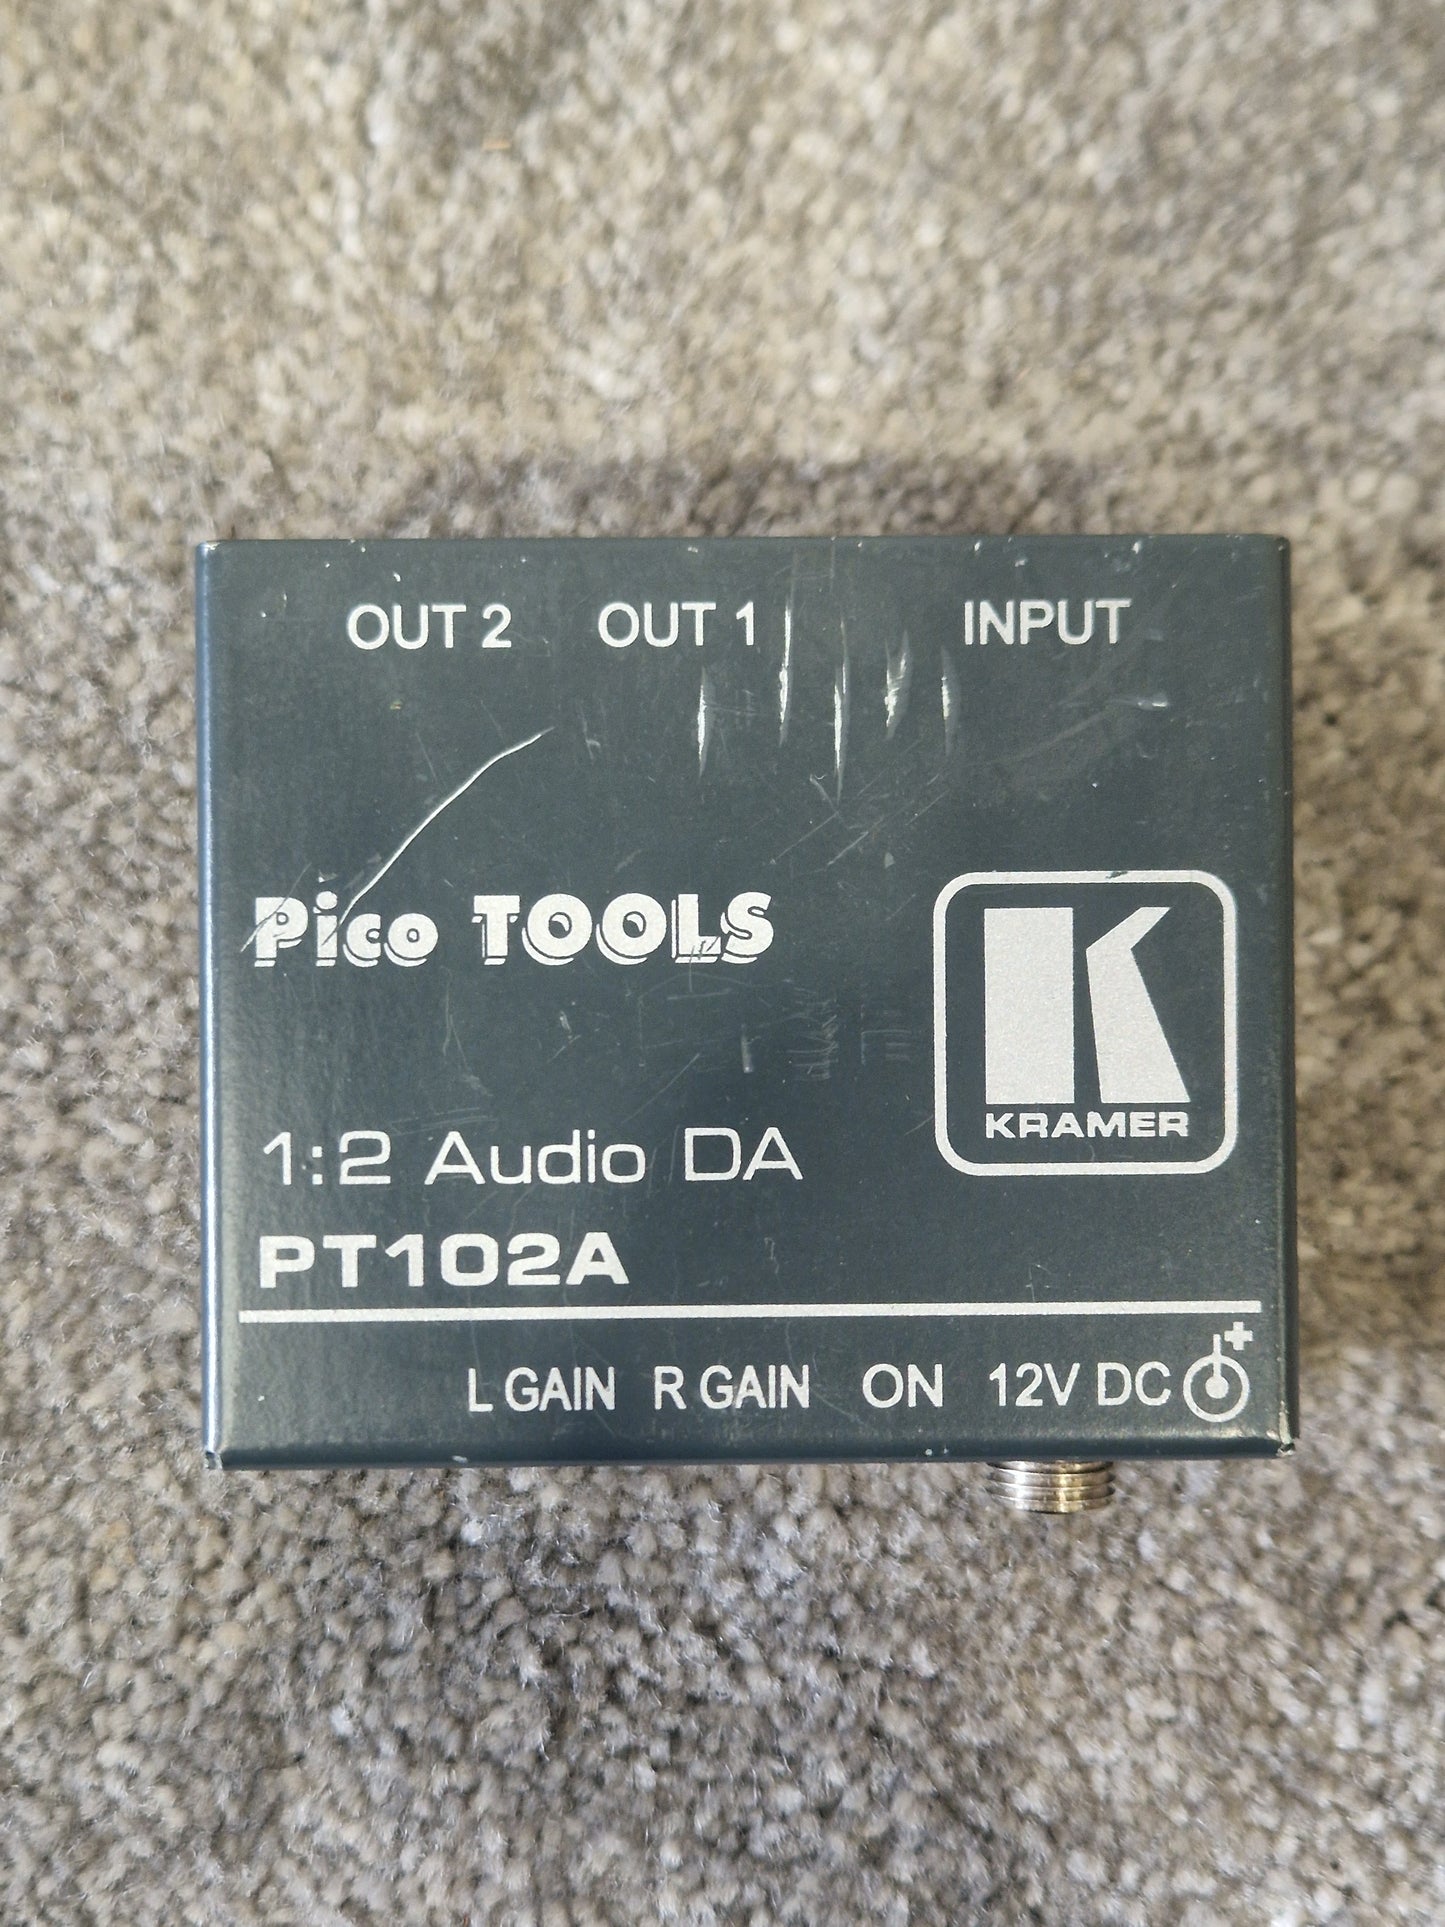 OUT 2 OUT 1 INPUT
Pico TOOLS
KRAMER
1:2 Audio DA
PT102A
L GAIN R GAIN ON 12V DC +